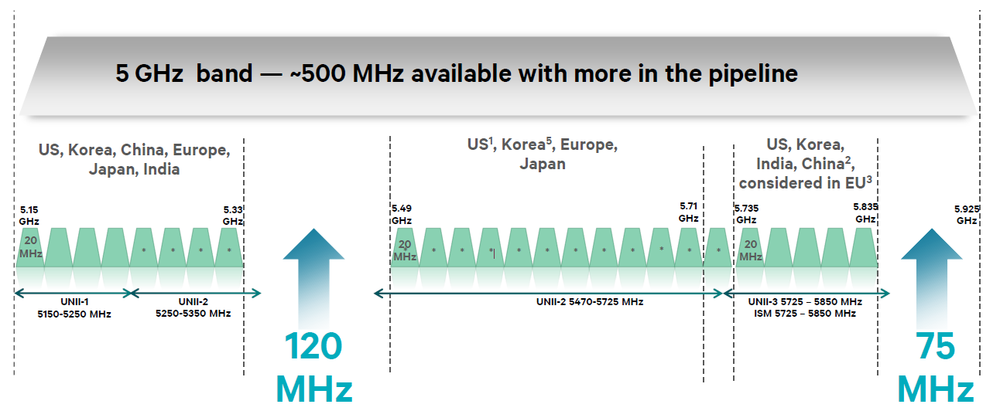 5 GHz band — ~500 MHz available with more in the pipeline
US, Korea, China, Europe,
Japan, India
US¹, Korea⁵, Europe,
Japan
US, Korea,
India, China²,
considered in EU³
5.15
GHz
5.33
GHz
5.49
GHz
5.71
GHz
5.735
GHz
5.835
GHz
5.925
GHz
20
MHz
* * * *
20
MHz
* * * * * * * * * * * *
20
MHz
UNII-1
5150-5250 MHz
UNII-2
5250-5350 MHz
UNII-2 5470-5725 MHz
UNII-3 5725 – 5850 MHz
ISM 5725 – 5850 MHz
120
MHz
75
MHz